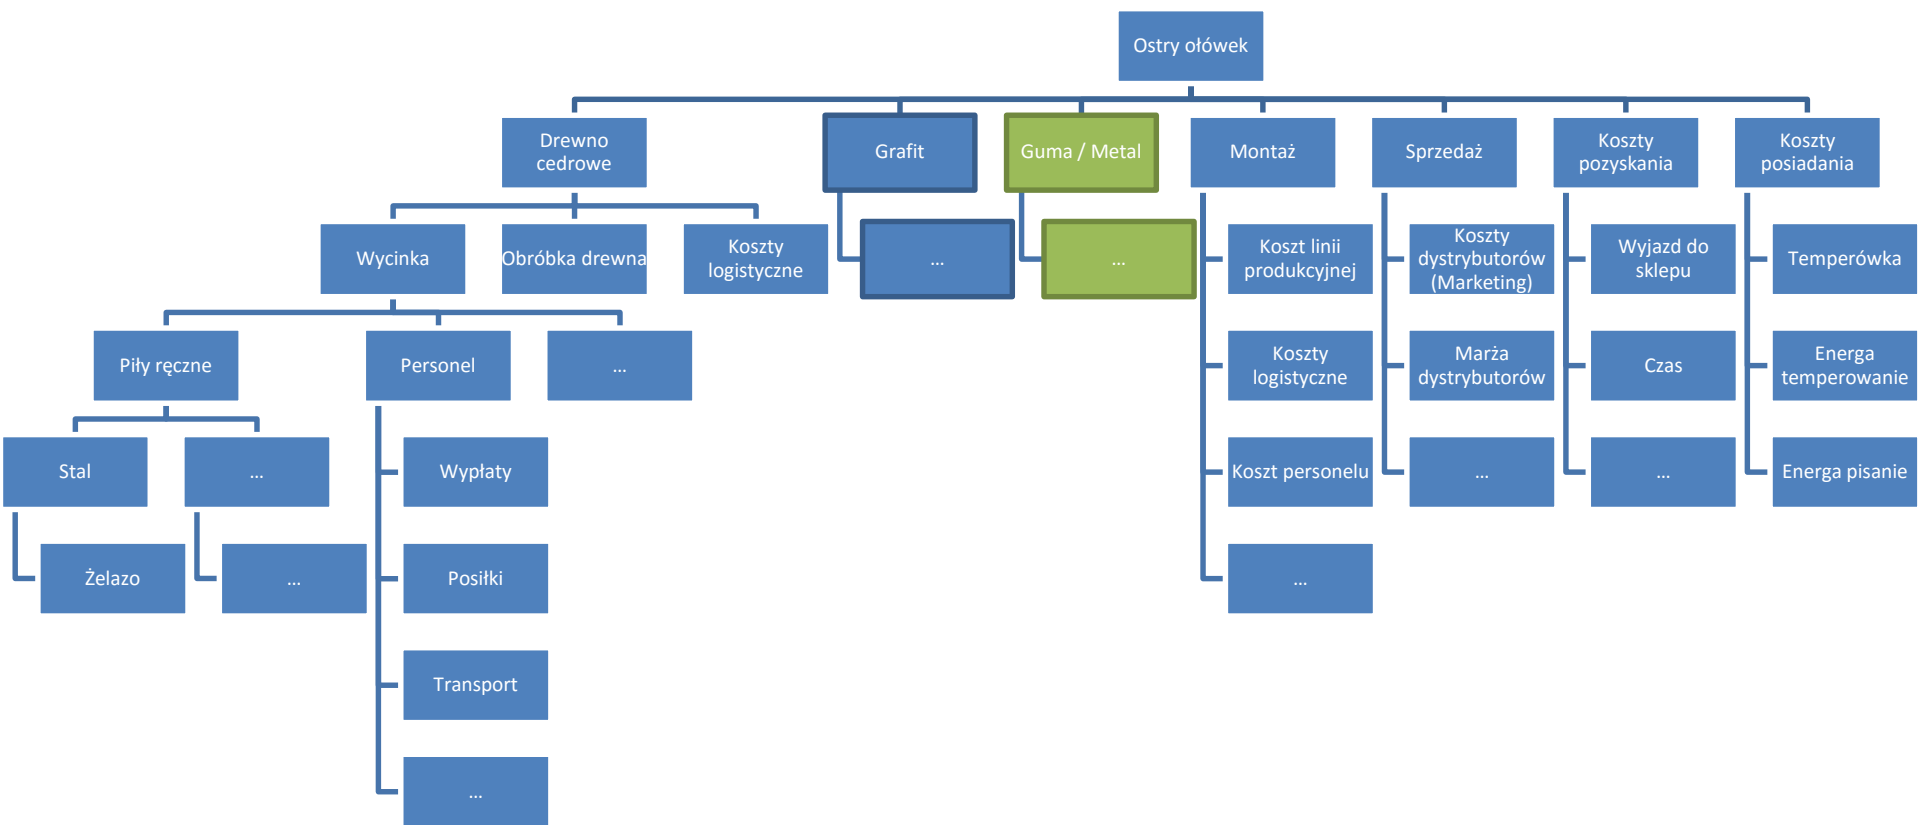 Ostry ołówek
Drewno
cedrowe
Grafit
Guma / Metal
Montaż
Sprzedaż
Koszty
pozyskania
Koszty
posiadania
Wycinka
Obróbka drewna
Koszty
logistyczne
...
...
Koszt linii
produkcyjnej
Koszty
dystrybutorów
(Marketing)
Wyjazd do
sklepu
Temperówka
Piły ręczne
Personel
...
Koszty
logistyczne
Marża
dystrybutorów
Czas
Energa
temperowanie
Stal
...
Wypłaty
Koszt personelu
...
...
Energa pisanie
Żelazo
...
Posiłki
...
Transport
...